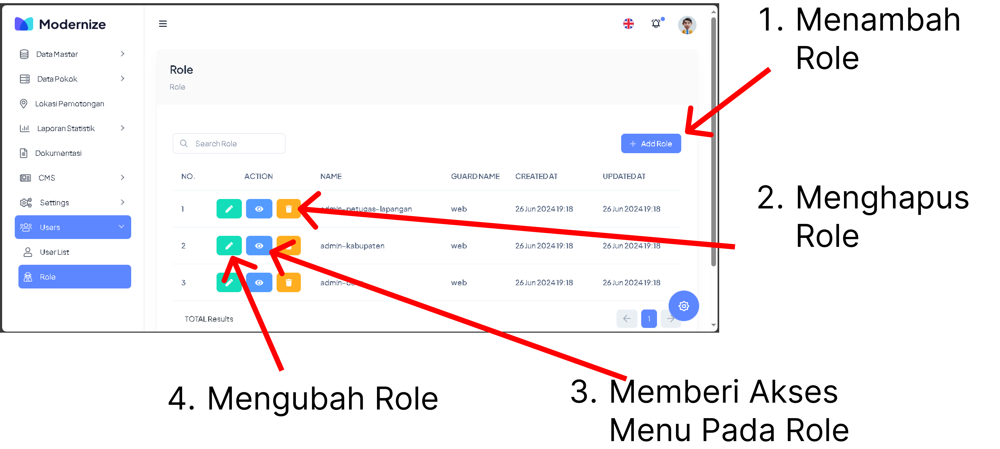 Modernize
Data Master
Data Pokok
Lokasi Pemotongan
Laporan Statistik
Dokumentasi
CMS
Settings
Users
User List
Role
Role
Role
Search Role
+ Add Role
NO. ACTION NAME GUARD NAME CREATED AT UPDATED AT
1 admin-petugas-lapangan web 26 Jun 2024 19:18 26 Jun 2024 19:18
2 admin-kabupaten web 26 Jun 2024 19:18 26 Jun 2024 19:18
3 web 26 Jun 2024 19:18 26 Jun 2024 19:18
TOTAL Results
1
1. Menambah
Role
2. Menghapus
Role
3. Memberi Akses
Menu Pada Role
4. Mengubah Role